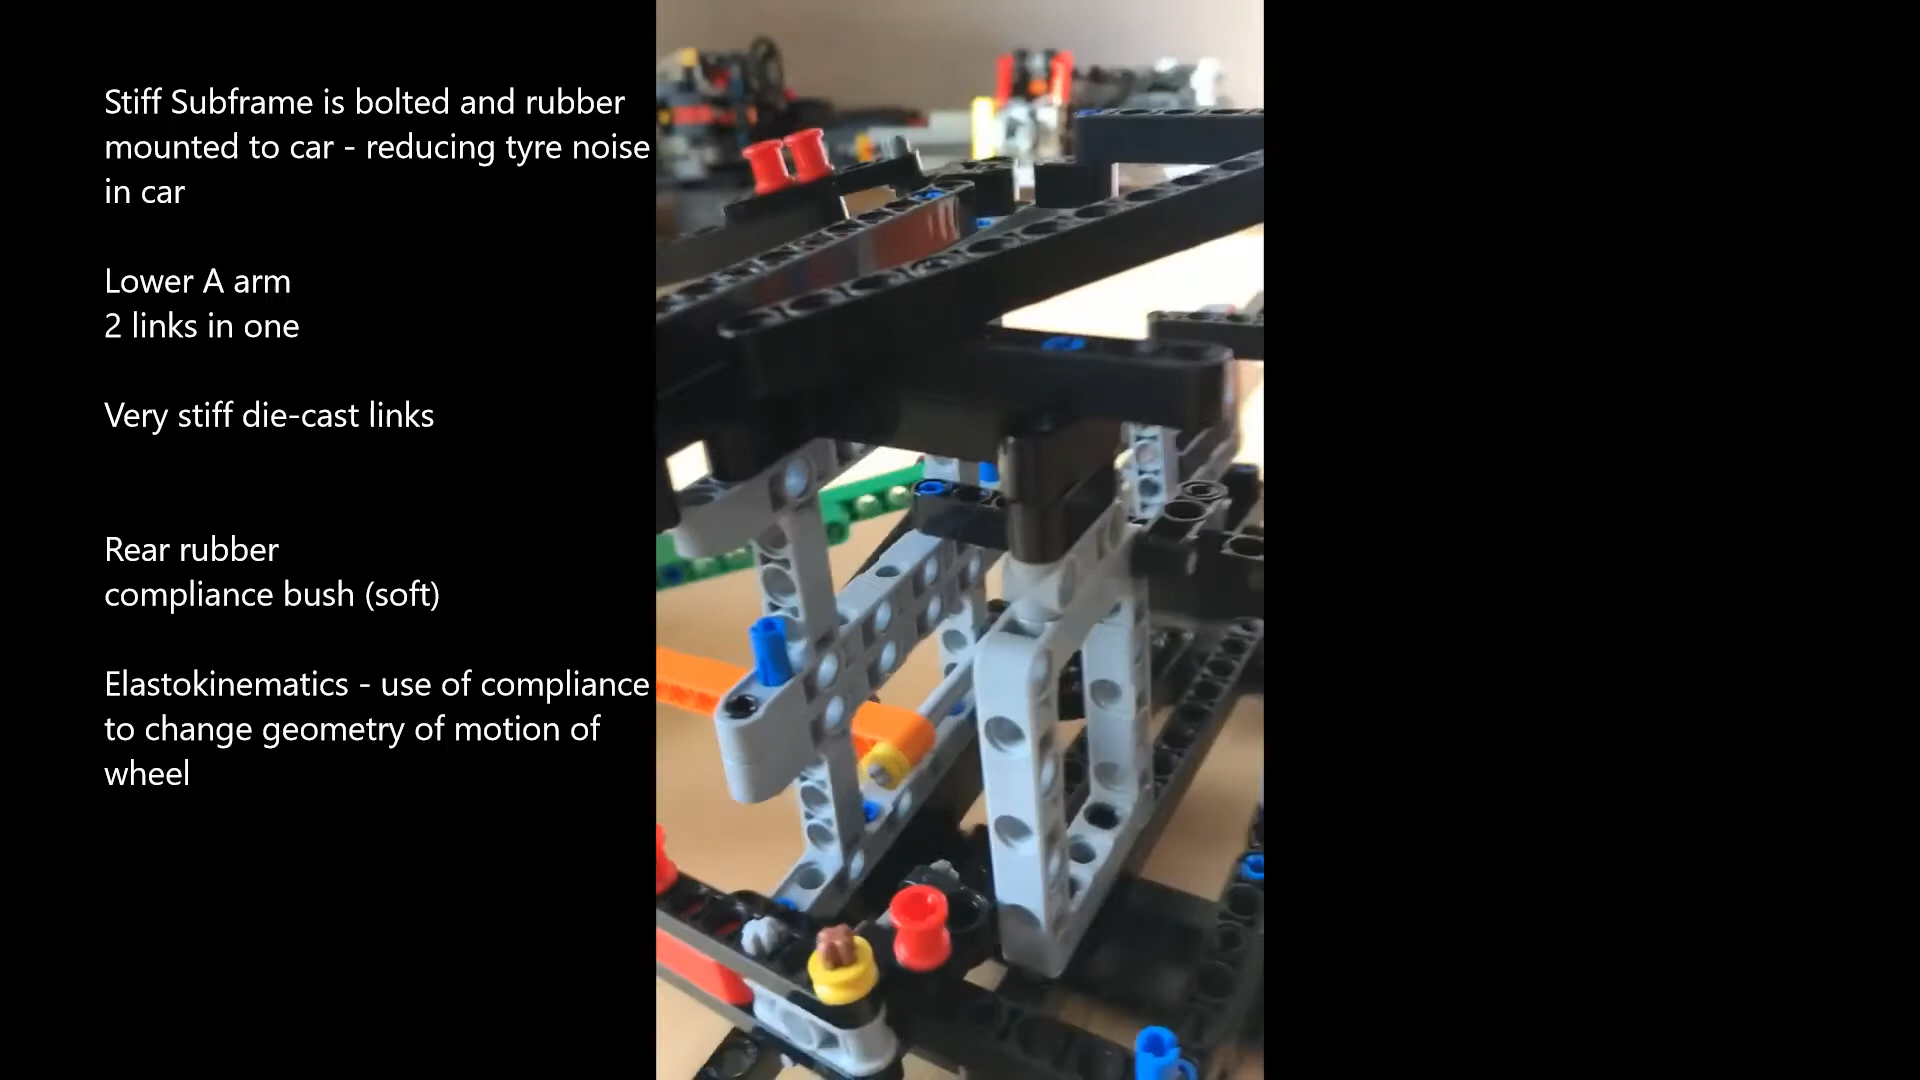 Stiff Subframe is bolted and rubber
mounted to car - reducing tyre noise
in car
Lower A arm
2 links in one
Very stiff die-cast links
Rear rubber
compliance bush (soft)
Elastokinematics - use of compliance
to change geometry of motion of
wheel